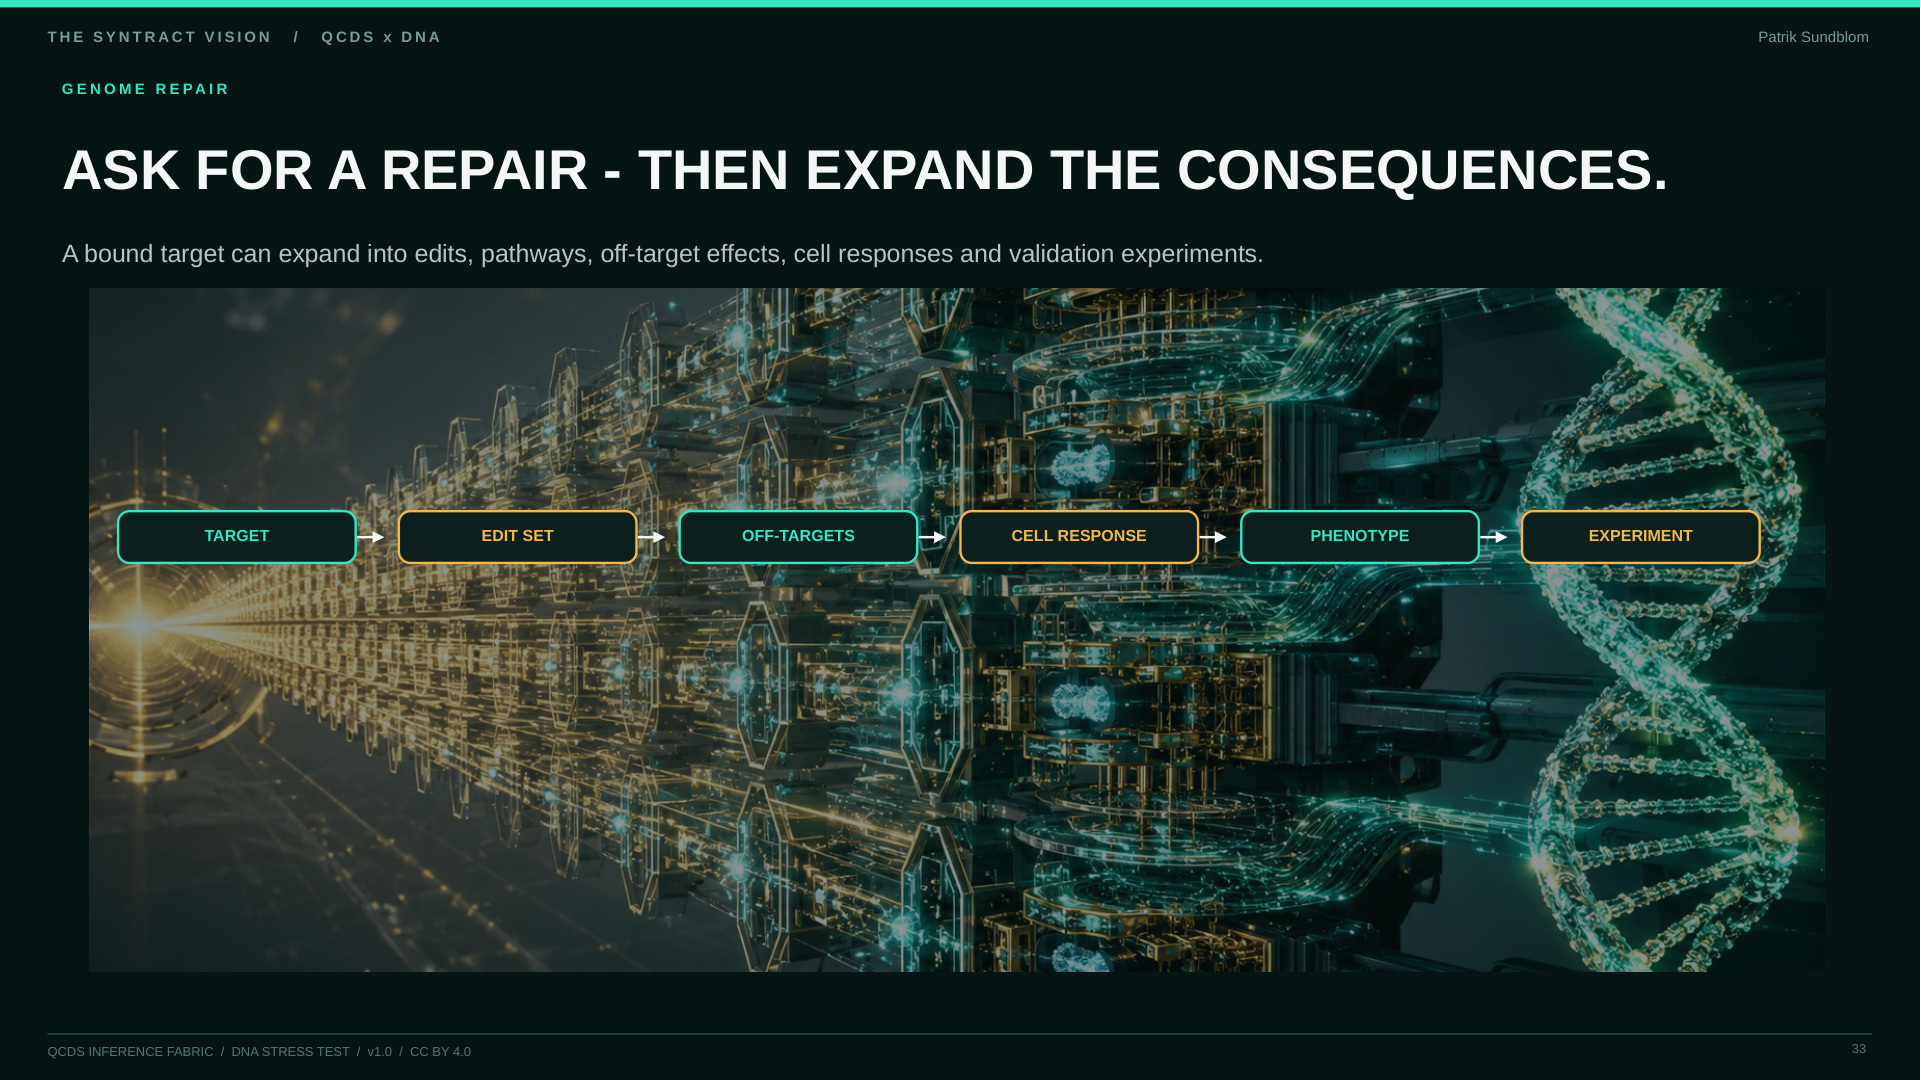 THE SYNTRACT VISION / QCDS x DNA
Patrik Sundblom
GENOME REPAIR
ASK FOR A REPAIR - THEN EXPAND THE CONSEQUENCES.
A bound target can expand into edits, pathways, off-target effects, cell responses and validation experiments.
TARGET
EDIT SET
OFF-TARGETS
CELL RESPONSE
PHENOTYPE
EXPERIMENT
QCDS INFERENCE FABRIC / DNA STRESS TEST / v1.0 / CC BY 4.0
33